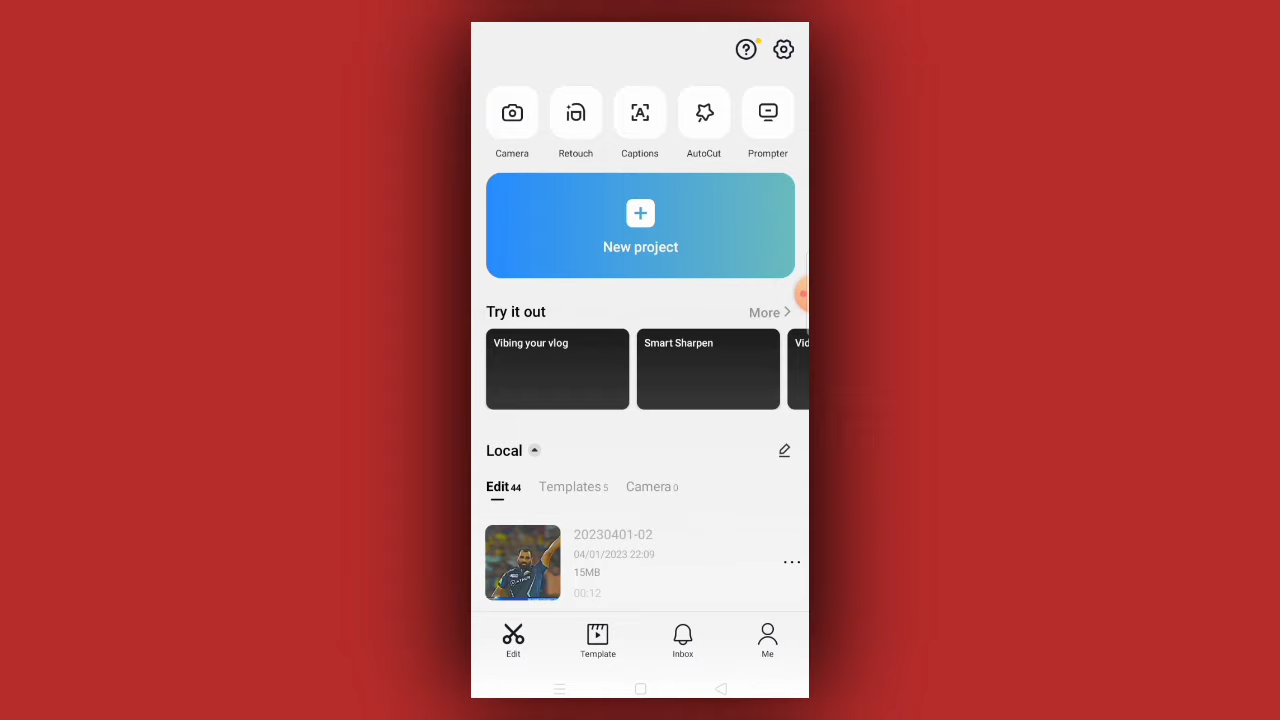 Camera
Retouch
Captions
AutoCut
Prompter
New project
Try it out
More
Vibing your vlog
Smart Sharpen
Vid
Local
Edit 44
Templates 5
Camera 0
20230401-02
04/01/2023 22:09
15MB
00:12
Edit
Template
Inbox
Me